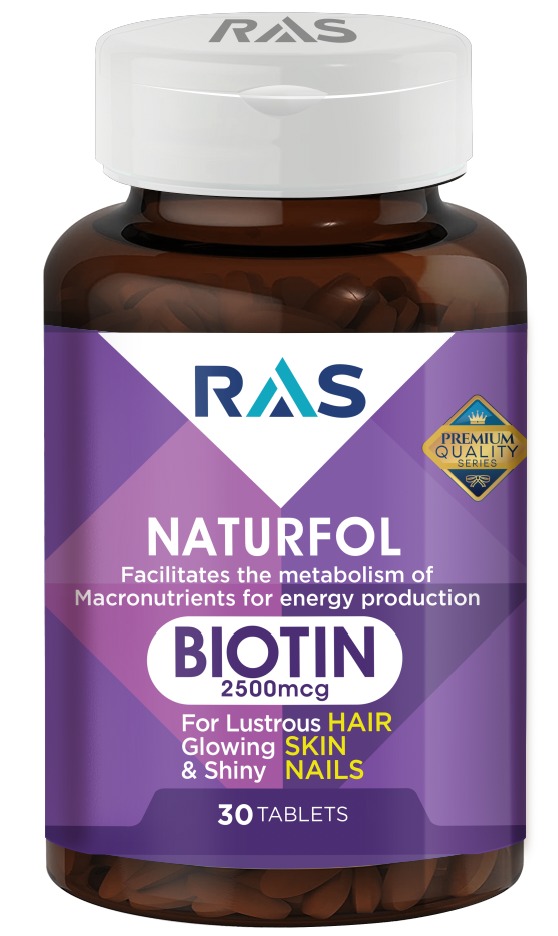 RAS
RAS
PREMIUM
QUALITY
SERIES
NATURFOL
Facilitates the metabolism of
Macronutrients for energy production
BIOTIN
2500mcg
For Lustrous HAIR
Glowing SKIN
& Shiny NAILS
30 TABLETS